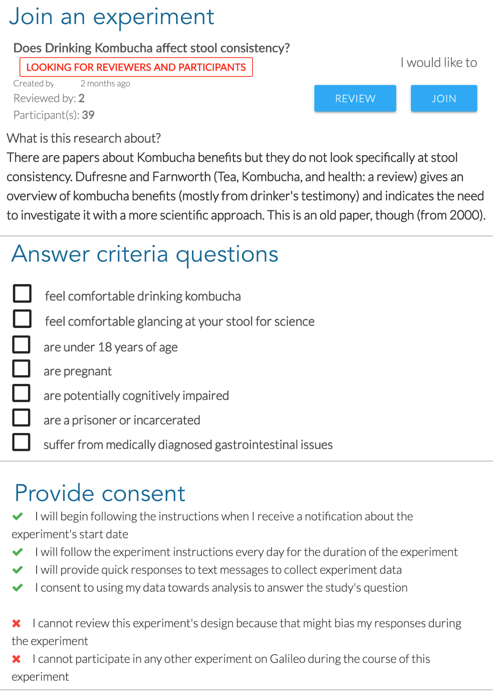 Join an experiment
Does Drinking Kombucha affect stool consistency?
LOOKING FOR REVIEWERS AND PARTICIPANTS
Created by 2 months ago
Reviewed by: 2
Participant(s): 39
I would like to
REVIEW JOIN
What is this research about?
There are papers about Kombucha benefits but they do not look specifically at stool
consistency. Dufresne and Farnworth (Tea, Kombucha, and health: a review) gives an
overview of kombucha benefits (mostly from drinker's testimony) and indicates the need
to investigate it with a more scientific approach. This is an old paper, though (from 2000).
Answer criteria questions
feel comfortable drinking kombucha
feel comfortable glancing at your stool for science
are under 18 years of age
are pregnant
are potentially cognitively impaired
are a prisoner or incarcerated
suffer from medically diagnosed gastrointestinal issues
Provide consent
I will begin following the instructions when I receive a notification about the
experiment's start date
I will follow the experiment instructions every day for the duration of the experiment
I will provide quick responses to text messages to collect experiment data
I consent to using my data towards analysis to answer the study's question
I cannot review this experiment's design because that might bias my responses during
the experiment
I cannot participate in any other experiment on Galileo during the course of this
experiment